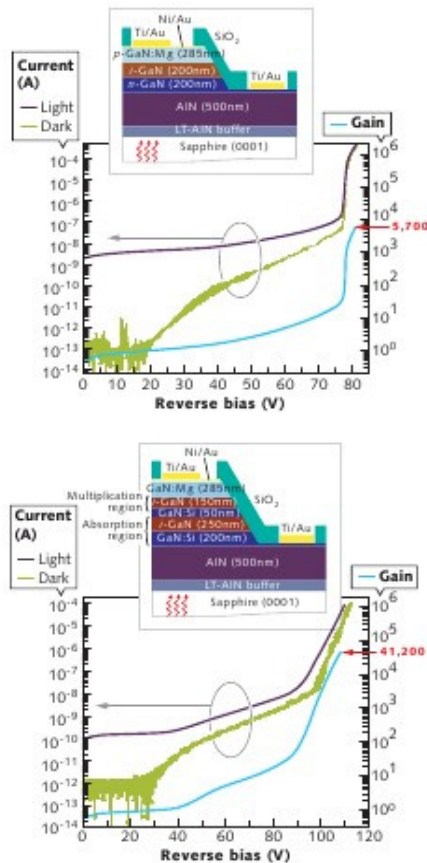 Ni/Au
Ti/Au
SiO2
p-GaN:Mg (285nm)
i-GaN (200nm)
n-GaN (200nm)
Ti/Au
AlN (500nm)
LT-AlN buffer
Sapphire (0001)
Current
(A)
Light
Dark
Gain
10-4
10-5
10-6
10-7
10-8
10-9
10-10
10-11
10-12
10-13
10-14
106
105
104
5,700
103
102
101
100
0 10 20 30 40 50 60 70 80
Reverse bias (V)
Ni/Au
Ti/Au
SiO2
GaN:Mg (285nm)
Multiplication
region
i-GaN (150nm)
GaN:Si (50nm)
Absorption
region
i-GaN (250nm)
GaN:Si (200nm)
Ti/Au
AlN (500nm)
LT-AlN buffer
Sapphire (0001)
Current
(A)
Light
Dark
Gain
10-4
10-5
10-6
10-7
10-8
10-9
10-10
10-11
10-12
10-13
10-14
106
105
41,200
104
103
102
101
100
0 20 40 60 80 100 120
Reverse bias (V)